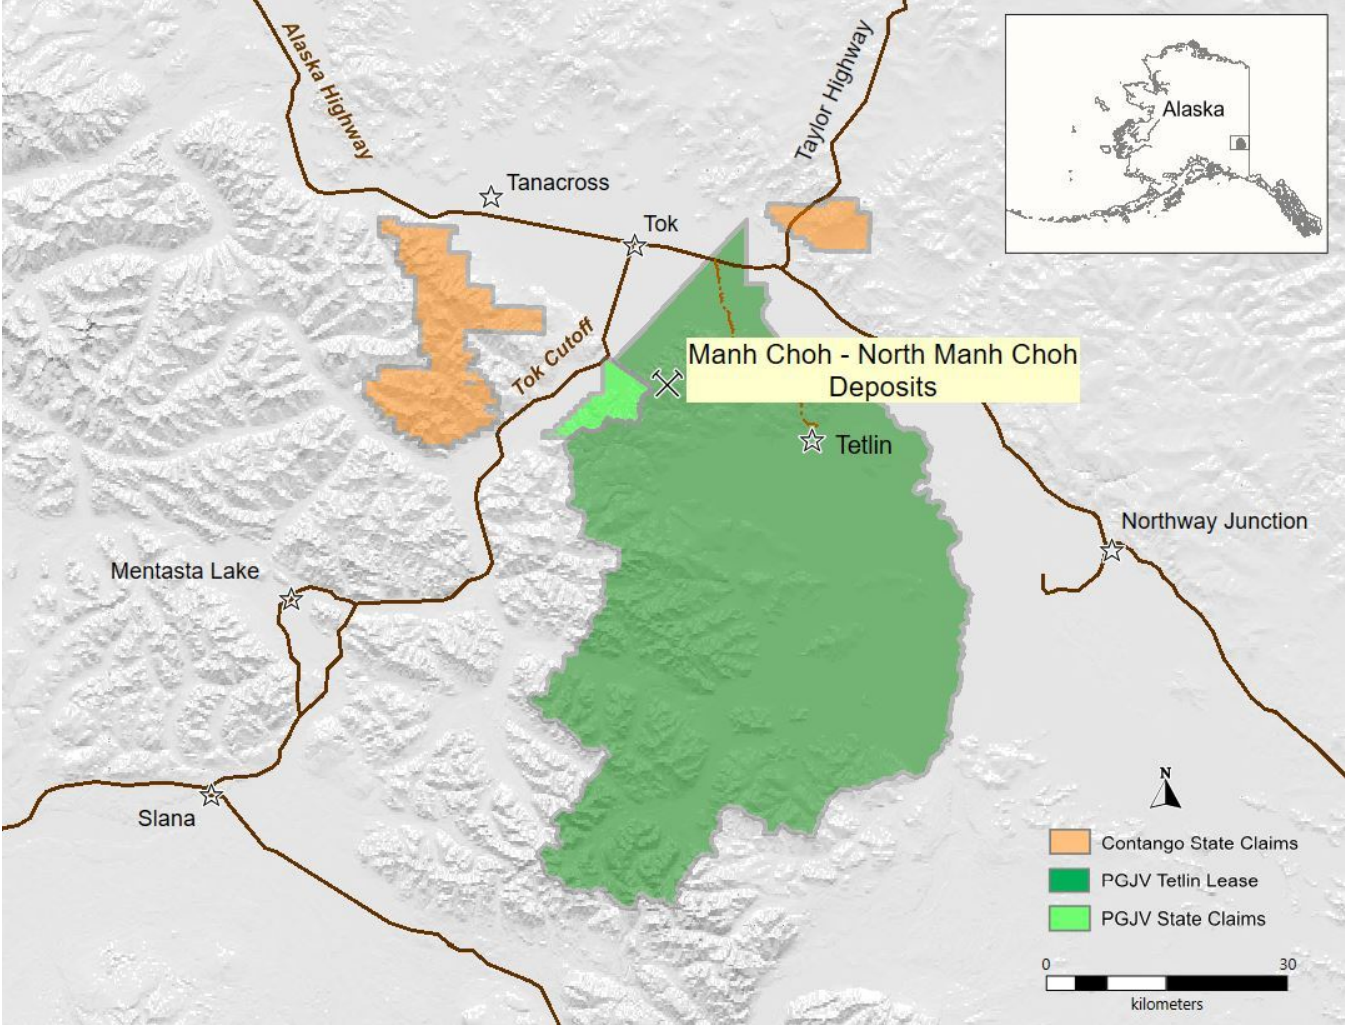 Alaska Highway
Taylor Highway
Alaska
Tanacross
Tok
Tok Cutoff
Manh Choh - North Manh Choh
Deposits
Tetlin
Northway Junction
Mentasta Lake
Slana
N
Contango State Claims
PGJV Tetlin Lease
PGJV State Claims
0 30
kilometers